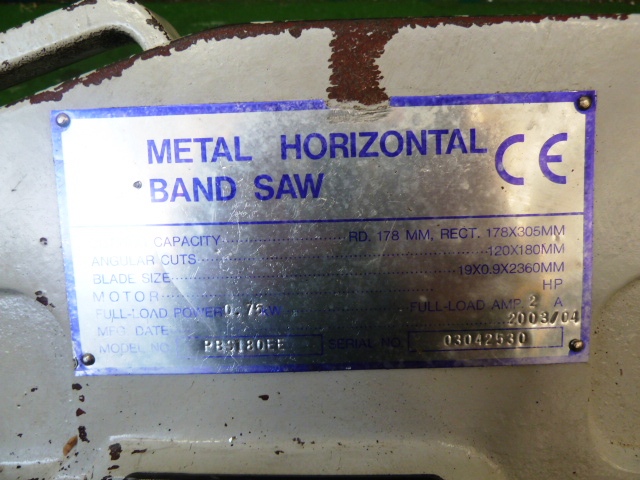 METAL HORIZONTAL
BAND SAW
CE
CAPACITY RD. 178 MM, RECT. 178X305MM
ANGULAR CUTS 120X180MM
BLADE SIZE 19X0.9X2360MM
MOTOR HP
FULL-LOAD POWER 0.75KW FULL-LOAD AMP 2 A
MFG DATE 2003/04
MODEL NO. SERIAL NO. 03042530